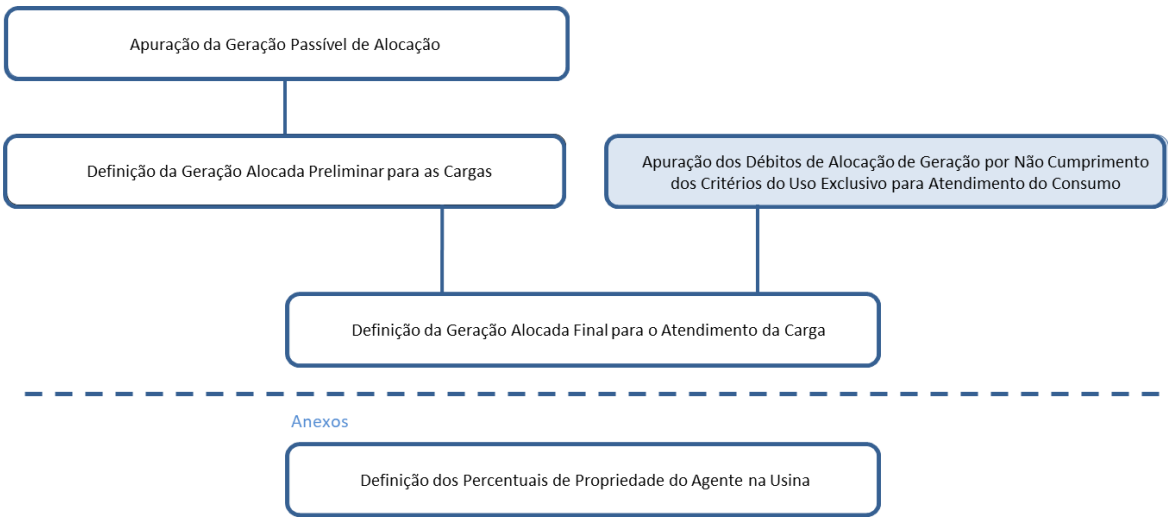 Apuração da Geração Passível de Alocação
Definição da Geração Alocada Preliminar para as Cargas
Apuração dos Débitos de Alocação de Geração por Não Cumprimento
dos Critérios do Uso Exclusivo para Atendimento do Consumo
Definição da Geração Alocada Final para o Atendimento da Carga
Anexos
Definição dos Percentuais de Propriedade do Agente na Usina